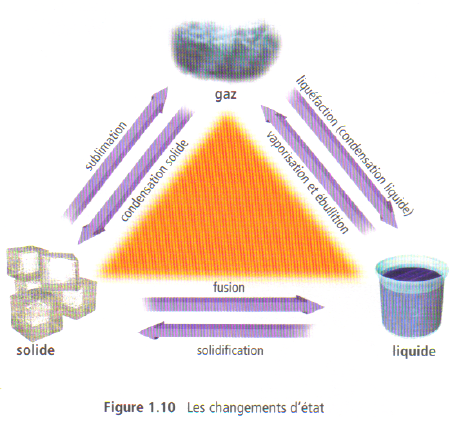 gaz
sublimation
condensation solide
liquéfaction (condensation liquide)
vaporisation et ébullition
fusion
solide
solidification
liquide
Figure 1.10 Les changements d'état